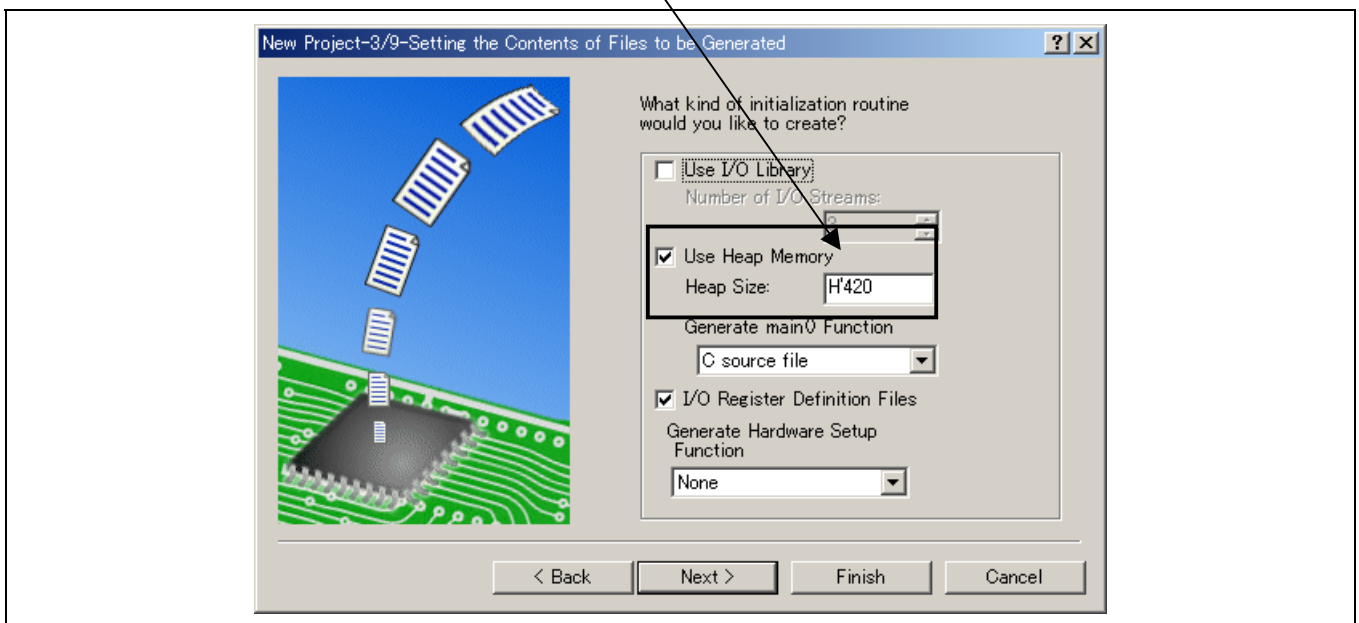 New Project-3/9-Setting the Contents of Files to be Generated
What kind of initialization routine
would you like to create?
Use I/O Library
Number of I/O Streams:
3
Use Heap Memory
Heap Size: H'420
Generate main() Function
C source file
I/O Register Definition Files
Generate Hardware Setup
Function
None
< Back Next > Finish Cancel